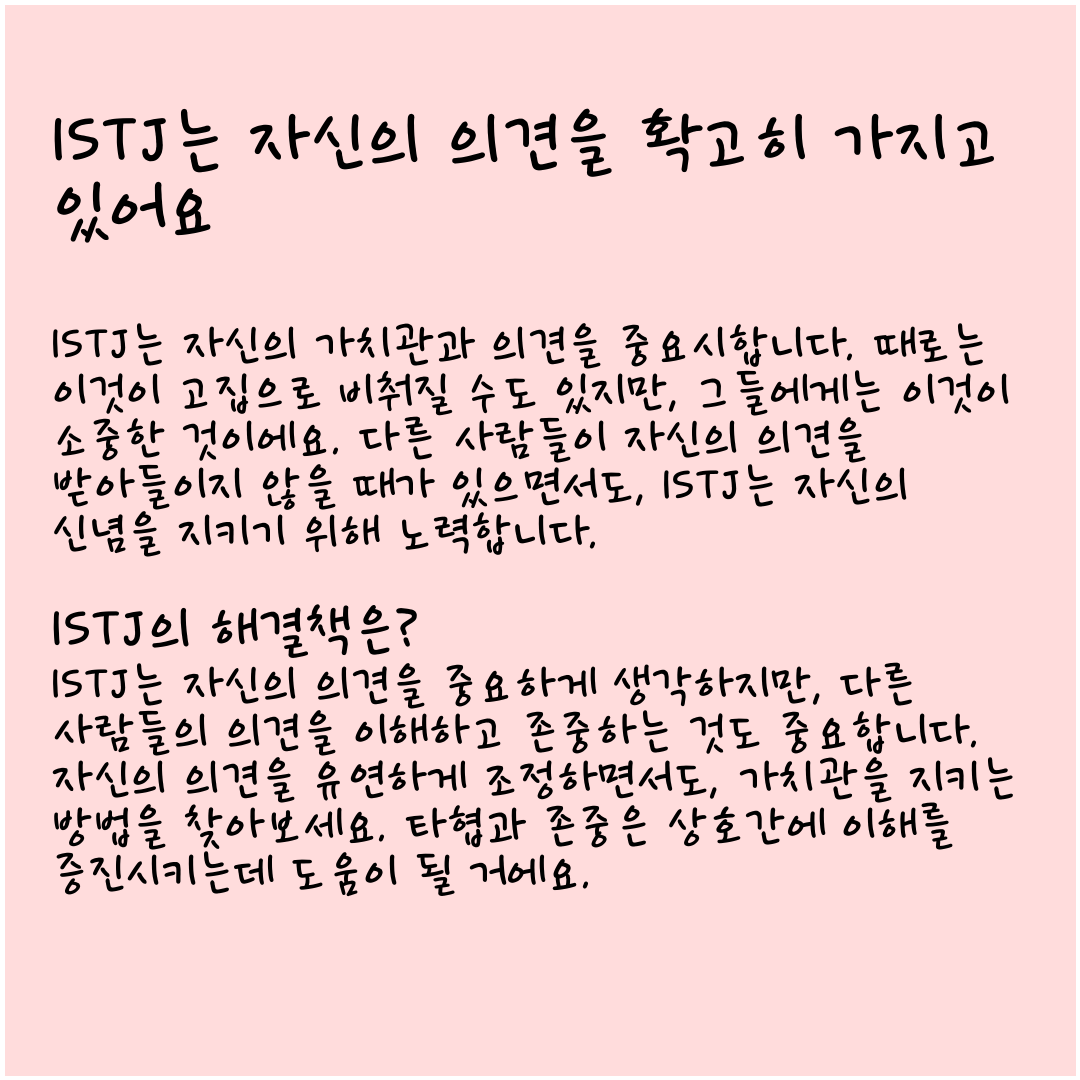 ISTJ는 자신의 의견을 확고히 가지고
있어요
ISTJ는 자신의 가치관과 의견을 중요시합니다. 때로는
이것이 고집으로 비춰질 수도 있지만, 그들에게는 이것이
소중한 것이에요. 다른 사람들이 자신의 의견을
받아들이지 않을 때가 있으면서도, ISTJ는 자신의
신념을 지키기 위해 노력합니다.
ISTJ의 해결책은?
ISTJ는 자신의 의견을 중요하게 생각하지만, 다른
사람들의 의견을 이해하고 존중하는 것도 중요합니다.
자신의 의견을 유연하게 조정하면서도, 가치관을 지키는
방법을 찾아보세요. 타협과 존중은 상호간에 이해를
증진시키는데 도움이 될 거에요.